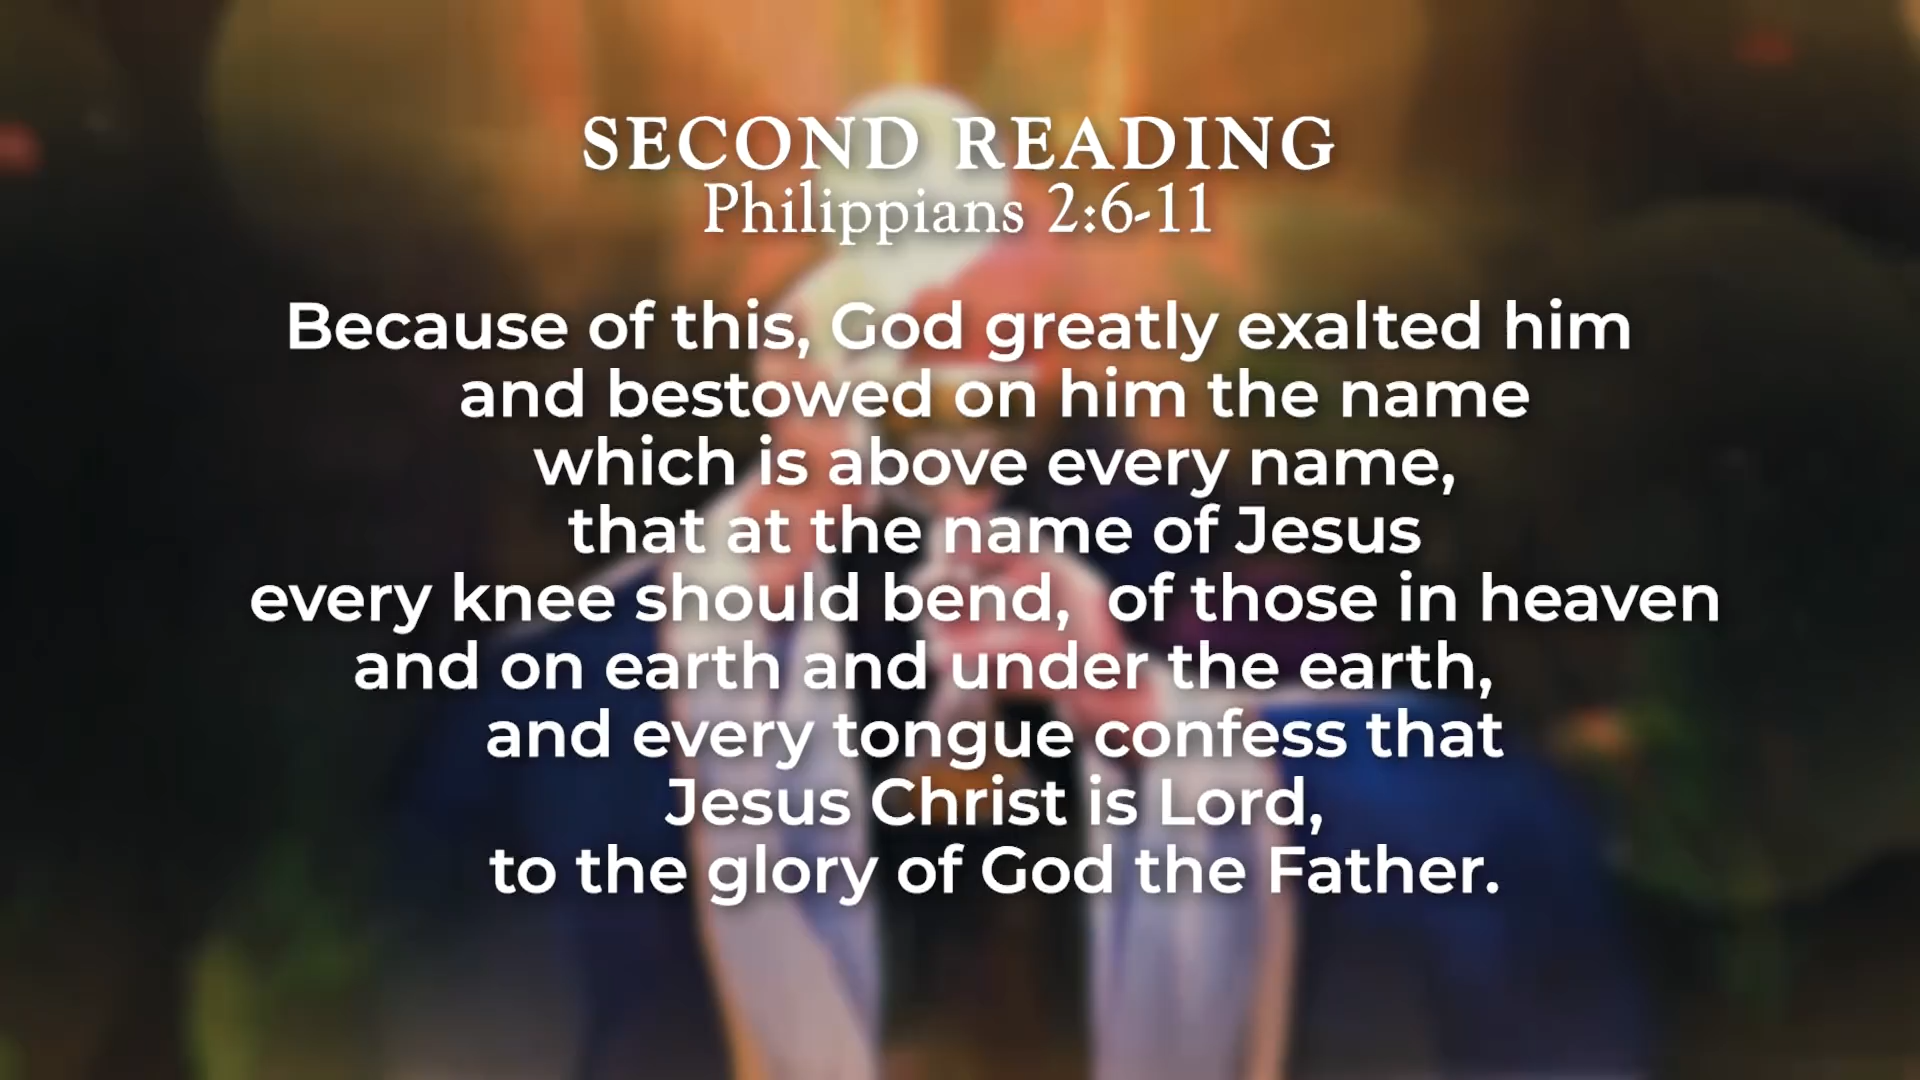 SECOND READING
Philippians 2:6-11
Because of this, God greatly exalted him
and bestowed on him the name
which is above every name,
that at the name of Jesus
every knee should bend,  of those in heaven
and on earth and under the earth,
and every tongue confess that
Jesus Christ is Lord,
to the glory of God the Father.